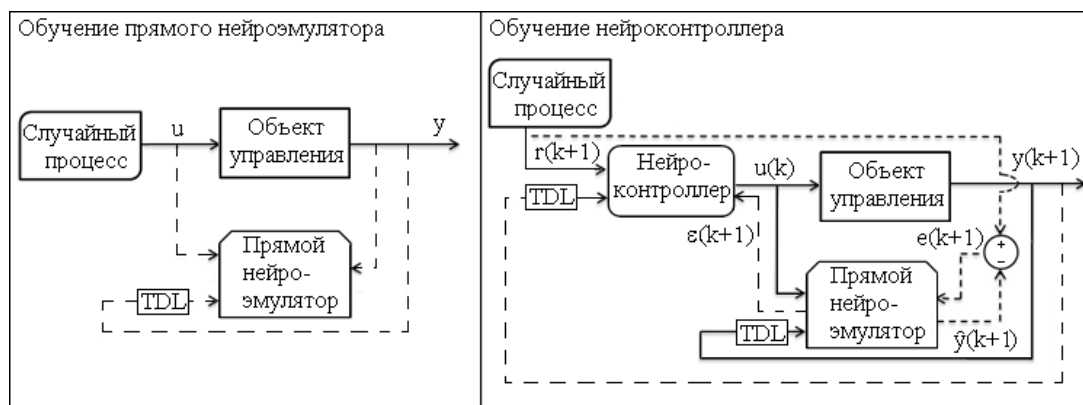 Обучение прямого нейроэмулятора
Случайный
процесс
u
Объект
управления
y
Прямой
нейро-
эмулятор
TDL
Обучение нейроконтроллера
Случайный
процесс
r(k+1)
Нейро-
контроллер
TDL
u(k)
Объект
управления
y(k+1)
ε(k+1)
e(k+1)
+
−
Прямой
нейро-
эмулятор
TDL
ŷ(k+1)